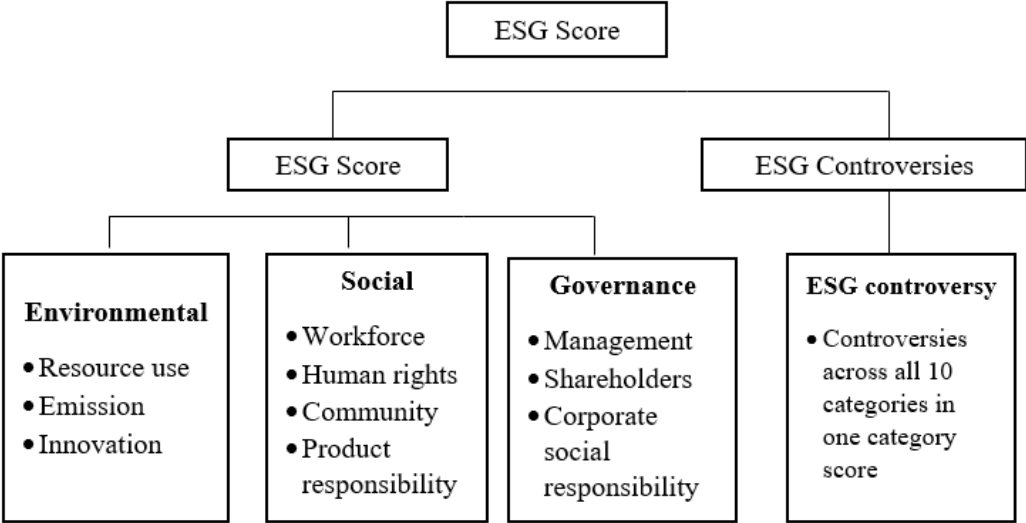 ESG Score
ESG Score
ESG Controversies
Environmental
• Resource use
• Emission
• Innovation
Social
• Workforce
• Human rights
• Community
• Product
responsibility
Governance
• Management
• Shareholders
• Corporate
social
responsibility
ESG controversy
• Controversies
across all 10
categories in
one category
score